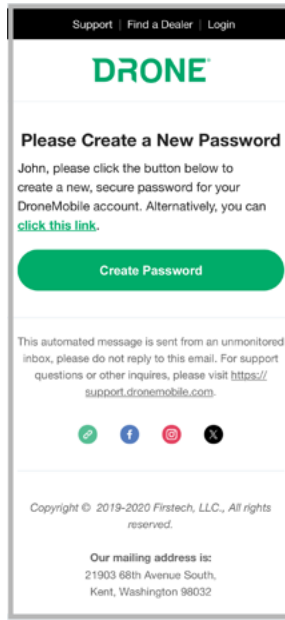 Support | Find a Dealer | Login
DRONE
Please Create a New Password
John, please click the button below to
create a new, secure password for your
DroneMobile account. Alternatively, you can
click this link.
Create Password
This automated message is sent from an unmonitored
inbox, please do not reply to this email. For support
questions or other inquires, please visit https://
support.dronemobile.com.
Copyright © 2019-2020 Firstech, LLC., All rights
reserved.
Our mailing address is:
21903 68th Avenue South,
Kent, Washington 98032